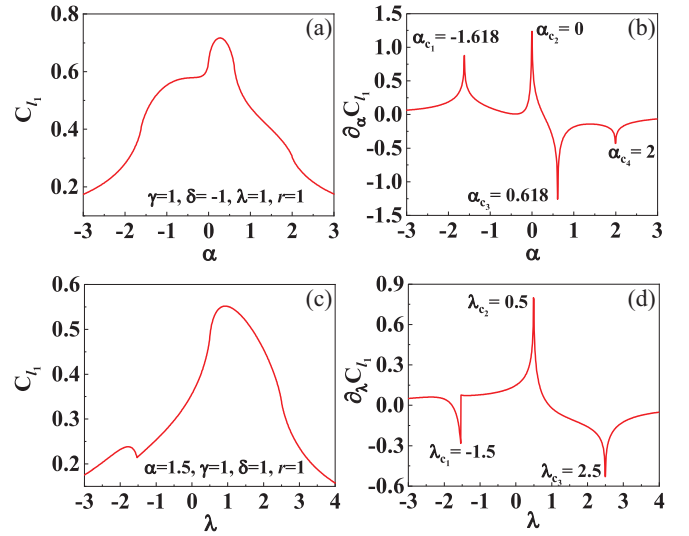 (a)
0.8
0.6
0.4
0.2
C_{l_1}
γ=1, δ= -1, λ=1, r=1
-3 -2 -1 0 1 2 3
α
(b)
1.5
1.0
0.5
0.0
-0.5
-1.0
-1.5
∂_α C_{l_1}
α_{c_1} = -1.618
α_{c_2} = 0
α_{c_3} = 0.618
α_{c_4} = 2
-3 -2 -1 0 1 2 3
α
(c)
0.6
0.5
0.4
0.3
0.2
C_{l_1}
α=1.5, γ=1, δ=1, r=1
-3 -2 -1 0 1 2 3 4
λ
(d)
0.9
0.6
0.3
0.0
-0.3
-0.6
∂_λ C_{l_1}
λ_{c_2} = 0.5
λ_{c_1} = -1.5
λ_{c_3} = 2.5
-3 -2 -1 0 1 2 3 4
λ